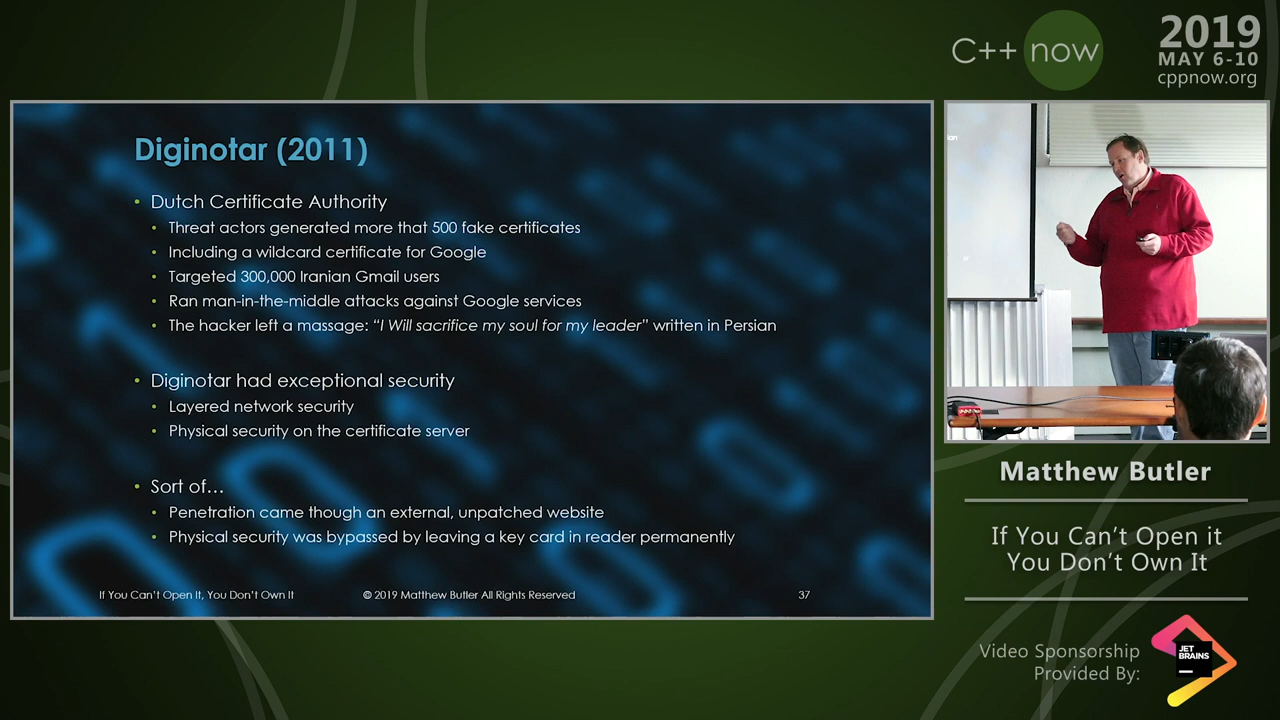 C++ now
2019
MAY 6-10
cppnow.org
Diginotar (2011)
• Dutch Certificate Authority
• Threat actors generated more that 500 fake certificates
• Including a wildcard certificate for Google
• Targeted 300,000 Iranian Gmail users
• Ran man-in-the-middle attacks against Google services
• The hacker left a massage: “I Will sacrifice my soul for my leader” written in Persian
• Diginotar had exceptional security
• Layered network security
• Physical security on the certificate server
• Sort of…
• Penetration came though an external, unpatched website
• Physical security was bypassed by leaving a key card in reader permanently
If You Can’t Open It, You Don’t Own It
© 2019 Matthew Butler All Rights Reserved
37
Matthew Butler
If You Can’t Open it
You Don’t Own It
Video Sponsorship
Provided By:
JET
BRAINS